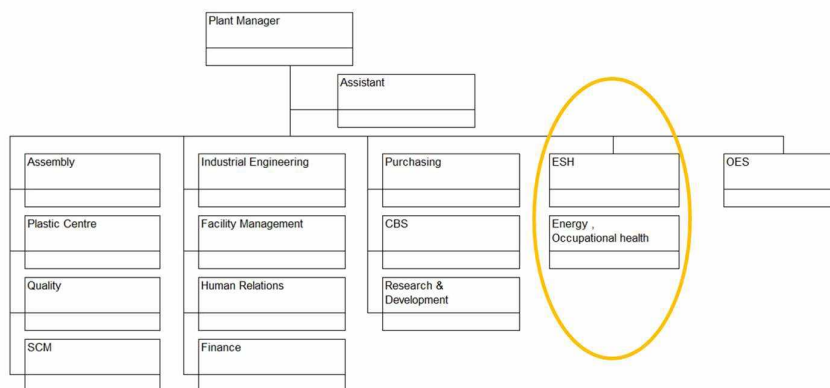 Plant Manager
Assistant
Assembly
Industrial Engineering
Purchasing
ESH
OES
Plastic Centre
Facility Management
CBS
Energy ,
Occupational health
Quality
Human Relations
Research &
Development
SCM
Finance